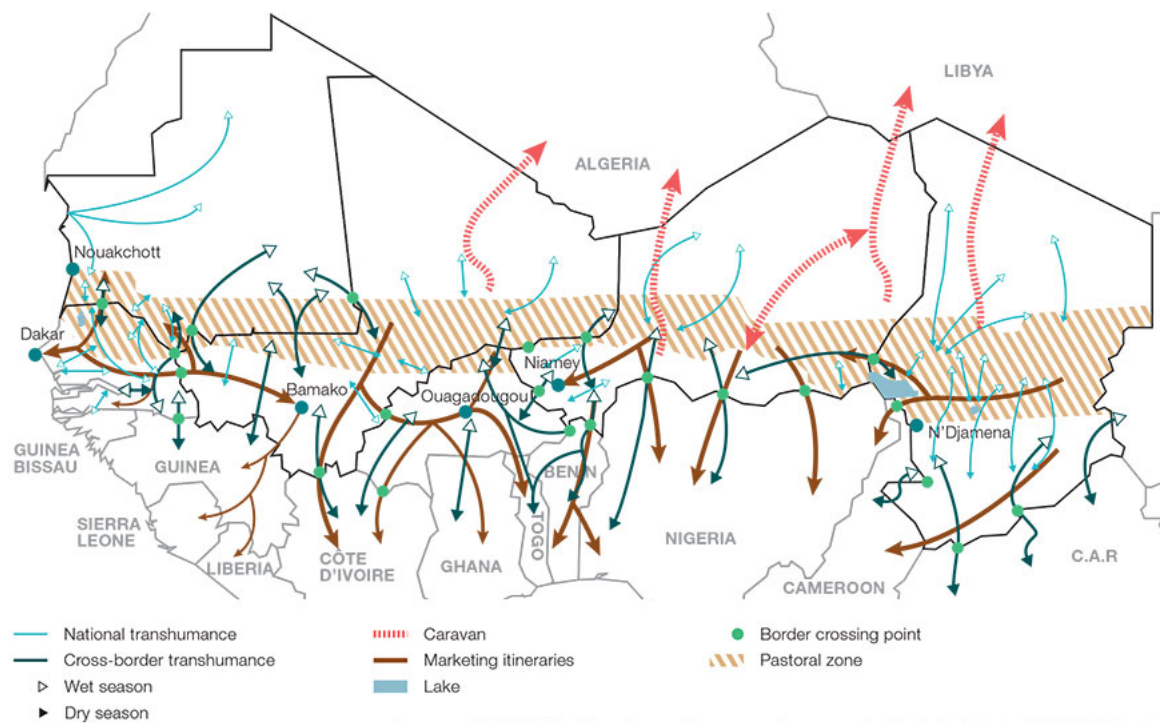 LIBYA
ALGERIA
Nouakchott
Dakar
Niamey
Bamako
Ouagadougou
N'Djamena
GUINEA
BISSAU
GUINEA
BENIN
SIERRA
LEONE
TOGO
NIGERIA
LIBERIA
CÔTE
D'IVOIRE
GHANA
C.A.R
CAMEROON
National transhumance
Caravan
Border crossing point
Cross-border transhumance
Marketing itineraries
Pastoral zone
Wet season
Lake
Dry season